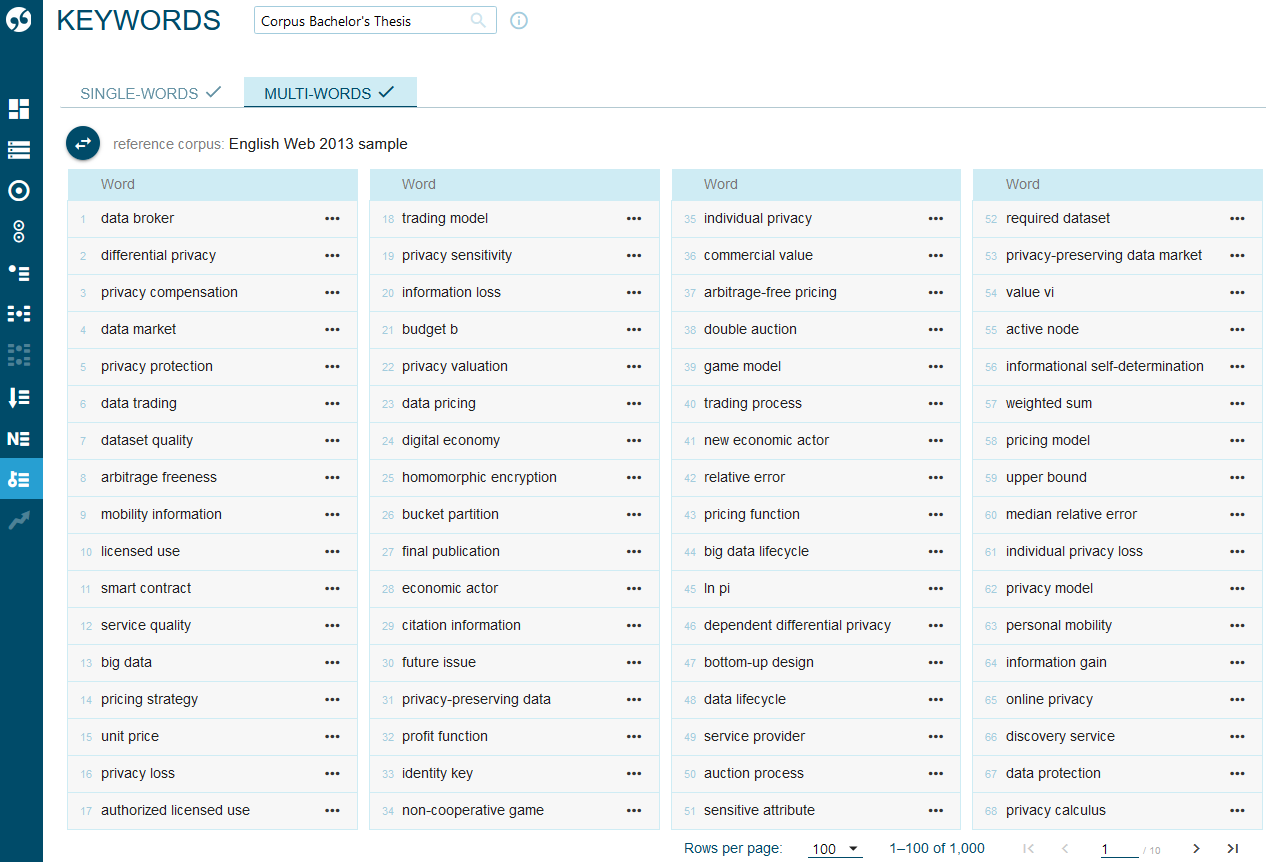 KEYWORDS
Corpus Bachelor's Thesis
SINGLE-WORDS
MULTI-WORDS
reference corpus: English Web 2013 sample
Word
1 data broker
2 differential privacy
3 privacy compensation
4 data market
5 privacy protection
6 data trading
7 dataset quality
8 arbitrage freeness
9 mobility information
10 licensed use
11 smart contract
12 service quality
13 big data
14 pricing strategy
15 unit price
16 privacy loss
17 authorized licensed use
Word
18 trading model
19 privacy sensitivity
20 information loss
21 budget b
22 privacy valuation
23 data pricing
24 digital economy
25 homomorphic encryption
26 bucket partition
27 final publication
28 economic actor
29 citation information
30 future issue
31 privacy-preserving data
32 profit function
33 identity key
34 non-cooperative game
Word
35 individual privacy
36 commercial value
37 arbitrage-free pricing
38 double auction
39 game model
40 trading process
41 new economic actor
42 relative error
43 pricing function
44 big data lifecycle
45 ln pi
46 dependent differential privacy
47 bottom-up design
48 data lifecycle
49 service provider
50 auction process
51 sensitive attribute
Word
52 required dataset
53 privacy-preserving data market
54 value vi
55 active node
56 informational self-determination
57 weighted sum
58 pricing model
59 upper bound
60 median relative error
61 individual privacy loss
62 privacy model
63 personal mobility
64 information gain
65 online privacy
66 discovery service
67 data protection
68 privacy calculus
Rows per page: 100 1–100 of 1,000 1 / 10